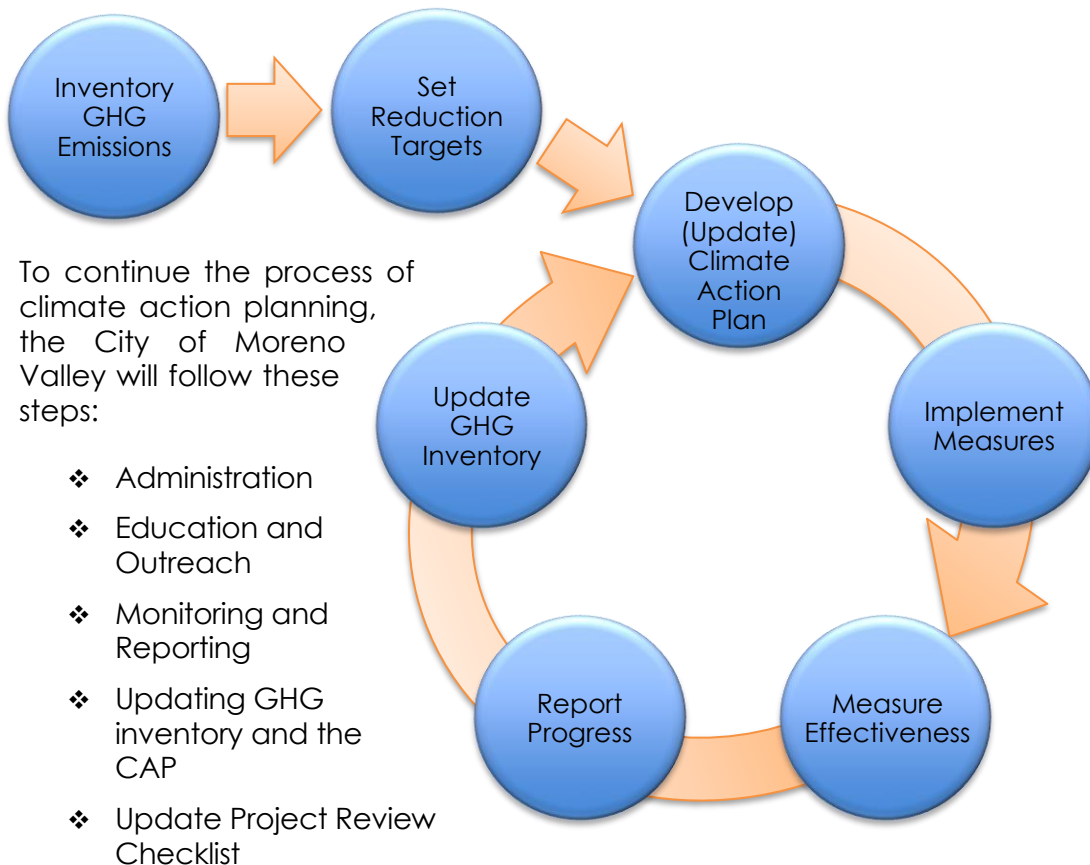 Inventory
GHG
Emissions
Set
Reduction
Targets
Develop
(Update)
Climate
Action
Plan
Implement
Measures
Measure
Effectiveness
Report
Progress
Update
GHG
Inventory
To continue the process of
climate action planning,
the City of Moreno
Valley will follow these
steps:
❖ Administration
❖ Education and
Outreach
❖ Monitoring and
Reporting
❖ Updating GHG
inventory and the
CAP
❖ Update Project Review
Checklist